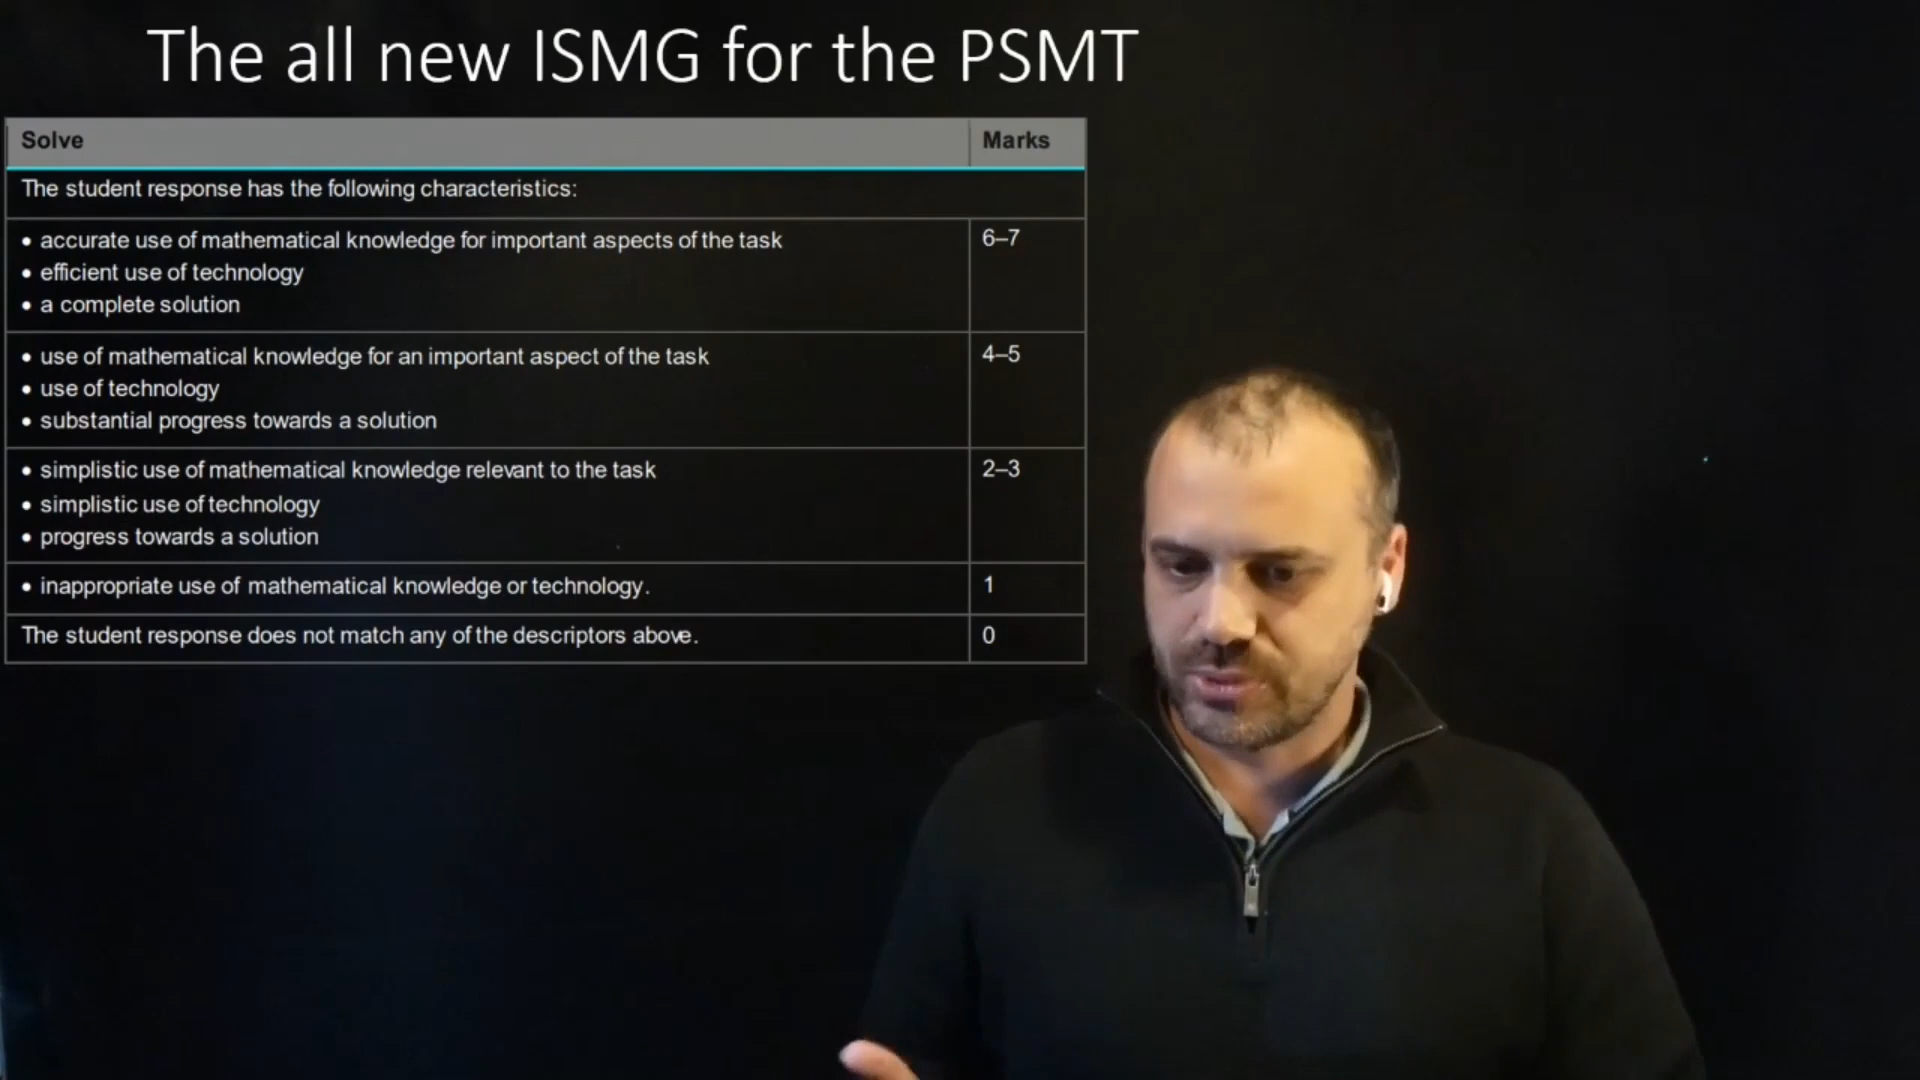 The all new ISMG for the PSMT
Solve Marks
The student response has the following characteristics:
• accurate use of mathematical knowledge for important aspects of the task 6–7
• efficient use of technology
• a complete solution
• use of mathematical knowledge for an important aspect of the task 4–5
• use of technology
• substantial progress towards a solution
• simplistic use of mathematical knowledge relevant to the task 2–3
• simplistic use of technology
• progress towards a solution
• inappropriate use of mathematical knowledge or technology. 1
The student response does not match any of the descriptors above. 0